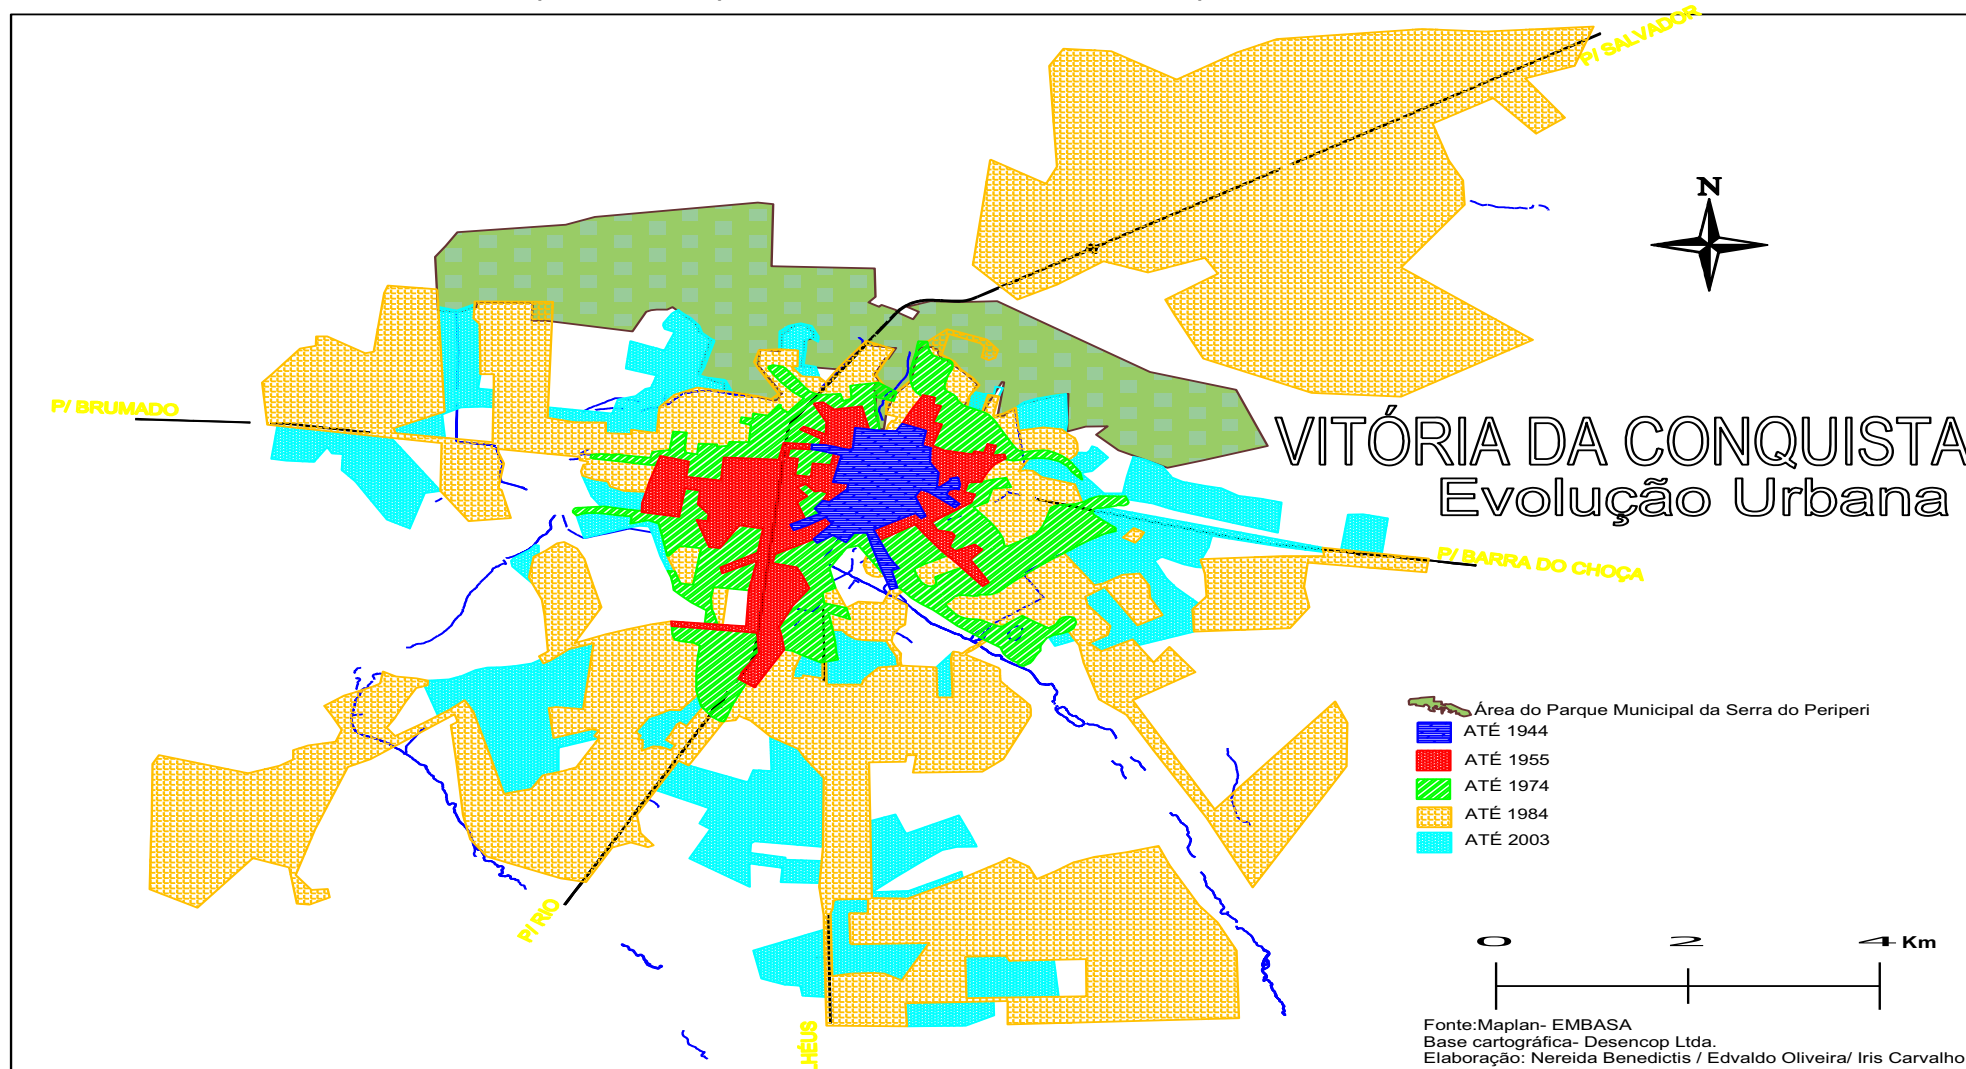 P/ SALVADOR
N
P/ BRUMADO
VITÓRIA DA CONQUISTA
Evolução Urbana
P/ BARRA DO CHOÇA
Área do Parque Municipal da Serra do Periperi
ATÉ 1944
ATÉ 1955
ATÉ 1974
ATÉ 1984
ATÉ 2003
P/ RIO
0 2 4 Km
LHÉUS
Fonte:Maplan- EMBASA
Base cartográfica- Desencop Ltda.
Elaboração: Nereida Benedictis / Edvaldo Oliveira/ Iris Carvalho